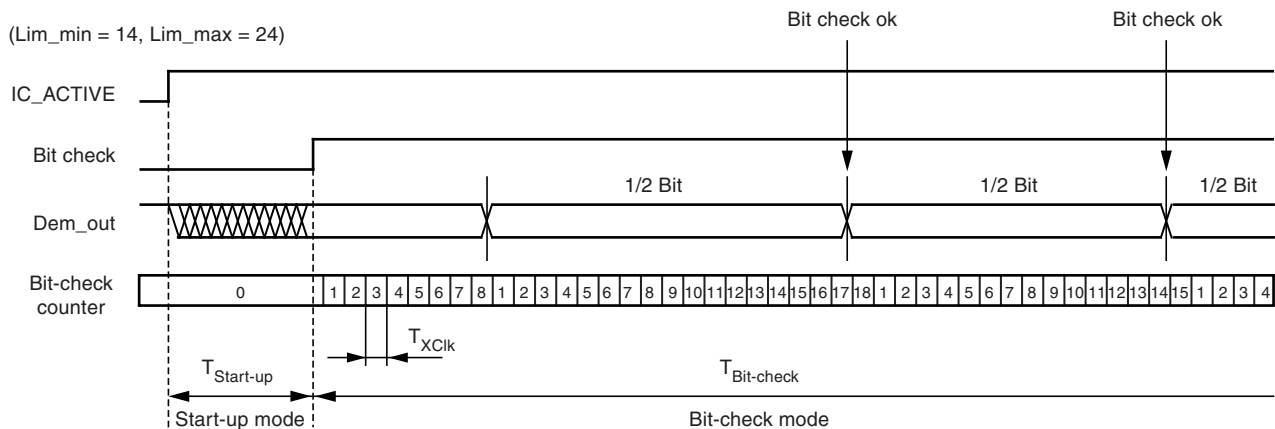 (Lim_min = 14, Lim_max = 24)
Bit check ok
Bit check ok
IC_ACTIVE
Bit check
Dem_out
1/2 Bit
1/2 Bit
1/2 Bit
Bit-check counter
0 1 2 3 4 5 6 7 8 1 2 3 4 5 6 7 8 9 10 11 12 13 14 15 16 17 18 1 2 3 4 5 6 7 8 9 10 11 12 13 14 15 1 2 3 4
TXClk
TStart-up
TBit-check
Start-up mode
Bit-check mode